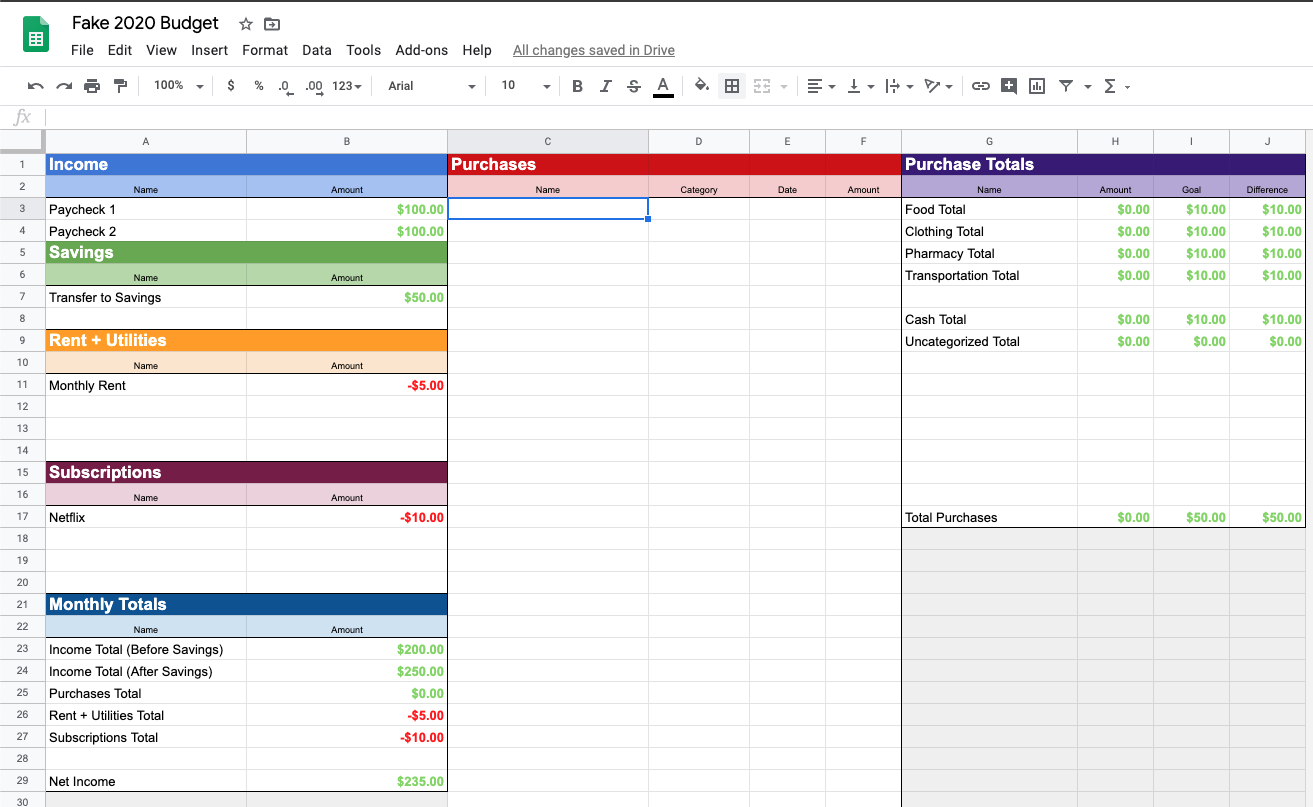 Fake 2020 Budget
File Edit View Insert Format Data Tools Add-ons Help All changes saved in Drive
100% $ % .0 .00 123 Arial 10 B I S A Σ
fx
A B C D E F G H I J
1 Income Purchases Purchase Totals
2 Name Amount Name Category Date Amount Name Amount Goal Difference
3 Paycheck 1 $100.00 Food Total $0.00 $10.00 $10.00
4 Paycheck 2 $100.00 Clothing Total $0.00 $10.00 $10.00
5 Savings Pharmacy Total $0.00 $10.00 $10.00
6 Name Amount Transportation Total $0.00 $10.00 $10.00
7 Transfer to Savings $50.00
8 Cash Total $0.00 $10.00 $10.00
9 Rent + Utilities Uncategorized Total $0.00 $0.00 $0.00
10 Name Amount
11 Monthly Rent -$5.00
12
13
14
15 Subscriptions
16 Name Amount
17 Netflix -$10.00 Total Purchases $0.00 $50.00 $50.00
18
19
20
21 Monthly Totals
22 Name Amount
23 Income Total (Before Savings) $200.00
24 Income Total (After Savings) $250.00
25 Purchases Total $0.00
26 Rent + Utilities Total -$5.00
27 Subscriptions Total -$10.00
28
29 Net Income $235.00
30